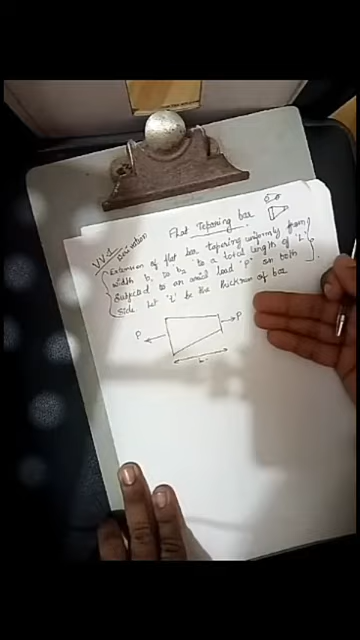 V.V.I
Derivation
Flat Tapering bar
Extension of flat bar tapering uniformly from
width b₁ to b₂ to a total length of 'L'
Subjected to an axial load 'P' on both
side. Let 't' be the thickness of bar
P
P
L